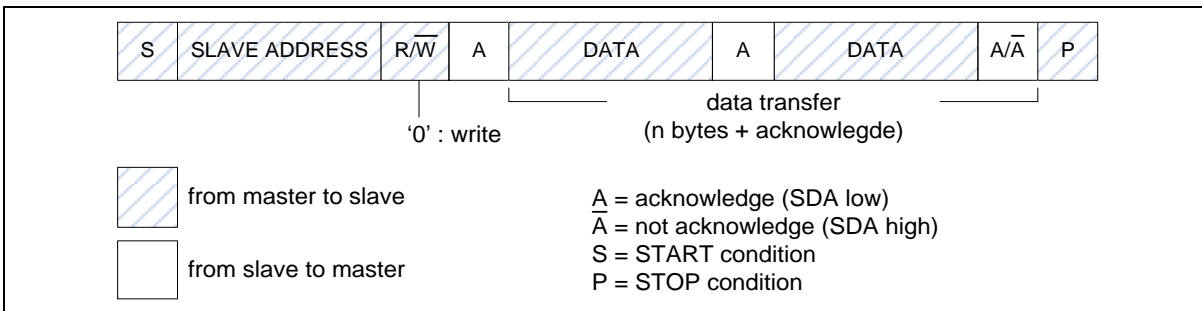 S SLAVE ADDRESS R/W̅ A DATA A DATA A/A̅ P
data transfer
(n bytes + acknowlegde)
‘0’ : write
from master to slave
from slave to master
A = acknowledge (SDA low)
A̅ = not acknowledge (SDA high)
S = START condition
P = STOP condition